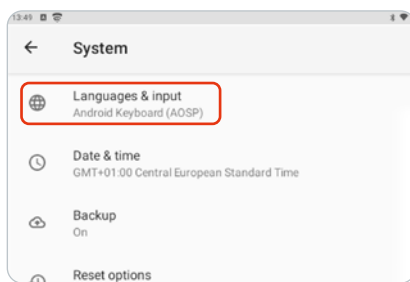 13:49
System
Languages & input
Android Keyboard (AOSP)
Date & time
GMT+01:00 Central European Standard Time
Backup
On
Reset options